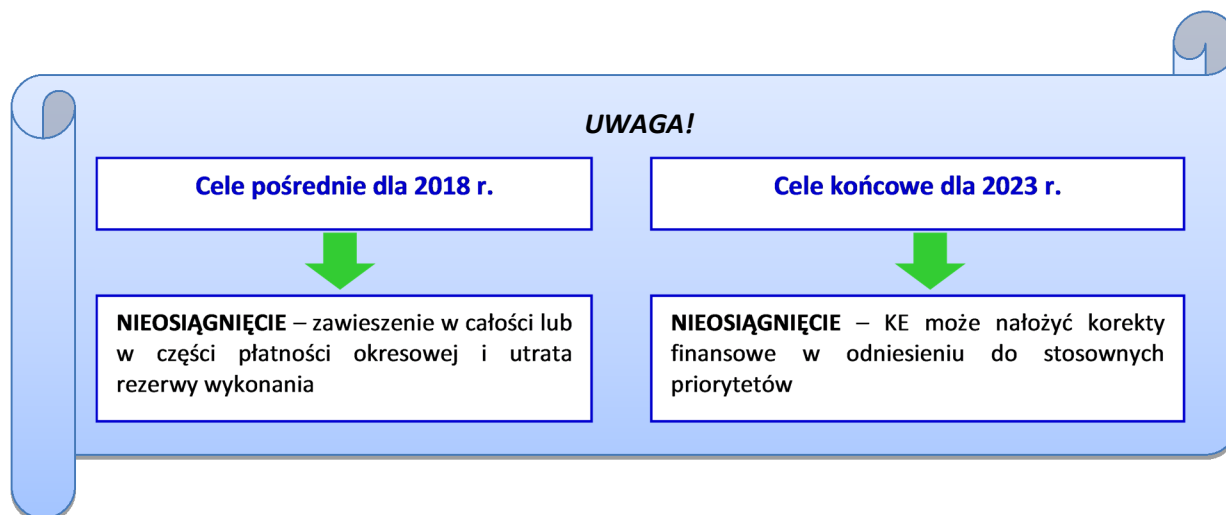 UWAGA!
Cele pośrednie dla 2018 r.
Cele końcowe dla 2023 r.
NIEOSIĄGNIĘCIE – zawieszenie w całości lub
w części płatności okresowej i utrata
rezerwy wykonania
NIEOSIĄGNIĘCIE – KE może nałożyć korekty
finansowe w odniesieniu do stosownych
priorytetów